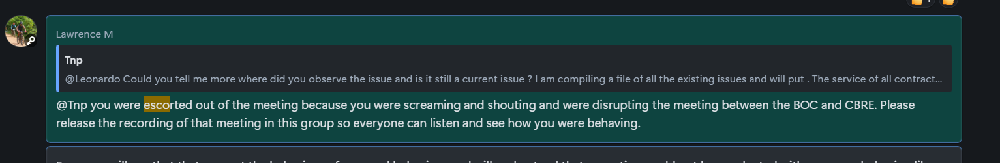 Lawrence M
Tnp
@Leonardo Could you tell me more where did you observe the issue and is it still a current issue ? I am compiling a file of all the existing issues and will put . The service of all contract...
@Tnp you were escorted out of the meeting because you were screaming and shouting and were disrupting the meeting between the BOC and CBRE. Please
release the recording of that meeting in this group so everyone can listen and see how you were behaving.